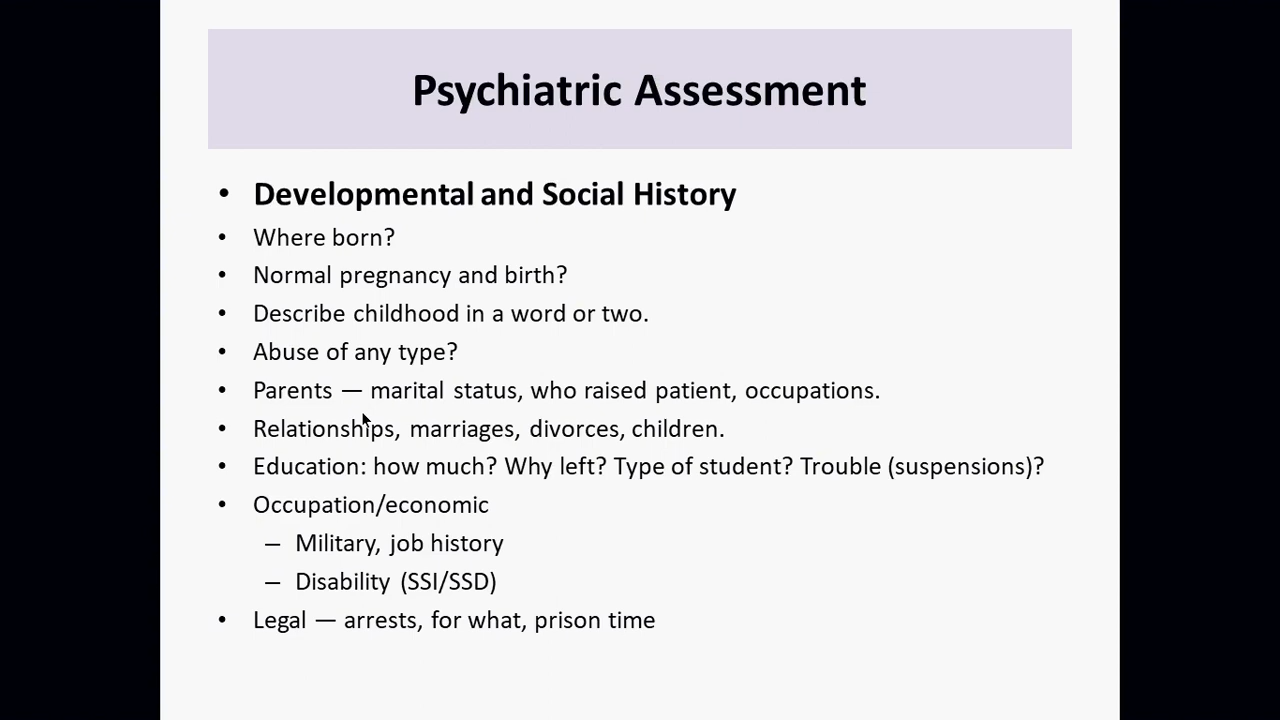 Psychiatric Assessment
• Developmental and Social History
• Where born?
• Normal pregnancy and birth?
• Describe childhood in a word or two.
• Abuse of any type?
• Parents — marital status, who raised patient, occupations.
• Relationships, marriages, divorces, children.
• Education: how much? Why left? Type of student? Trouble (suspensions)?
• Occupation/economic
– Military, job history
– Disability (SSI/SSD)
• Legal — arrests, for what, prison time